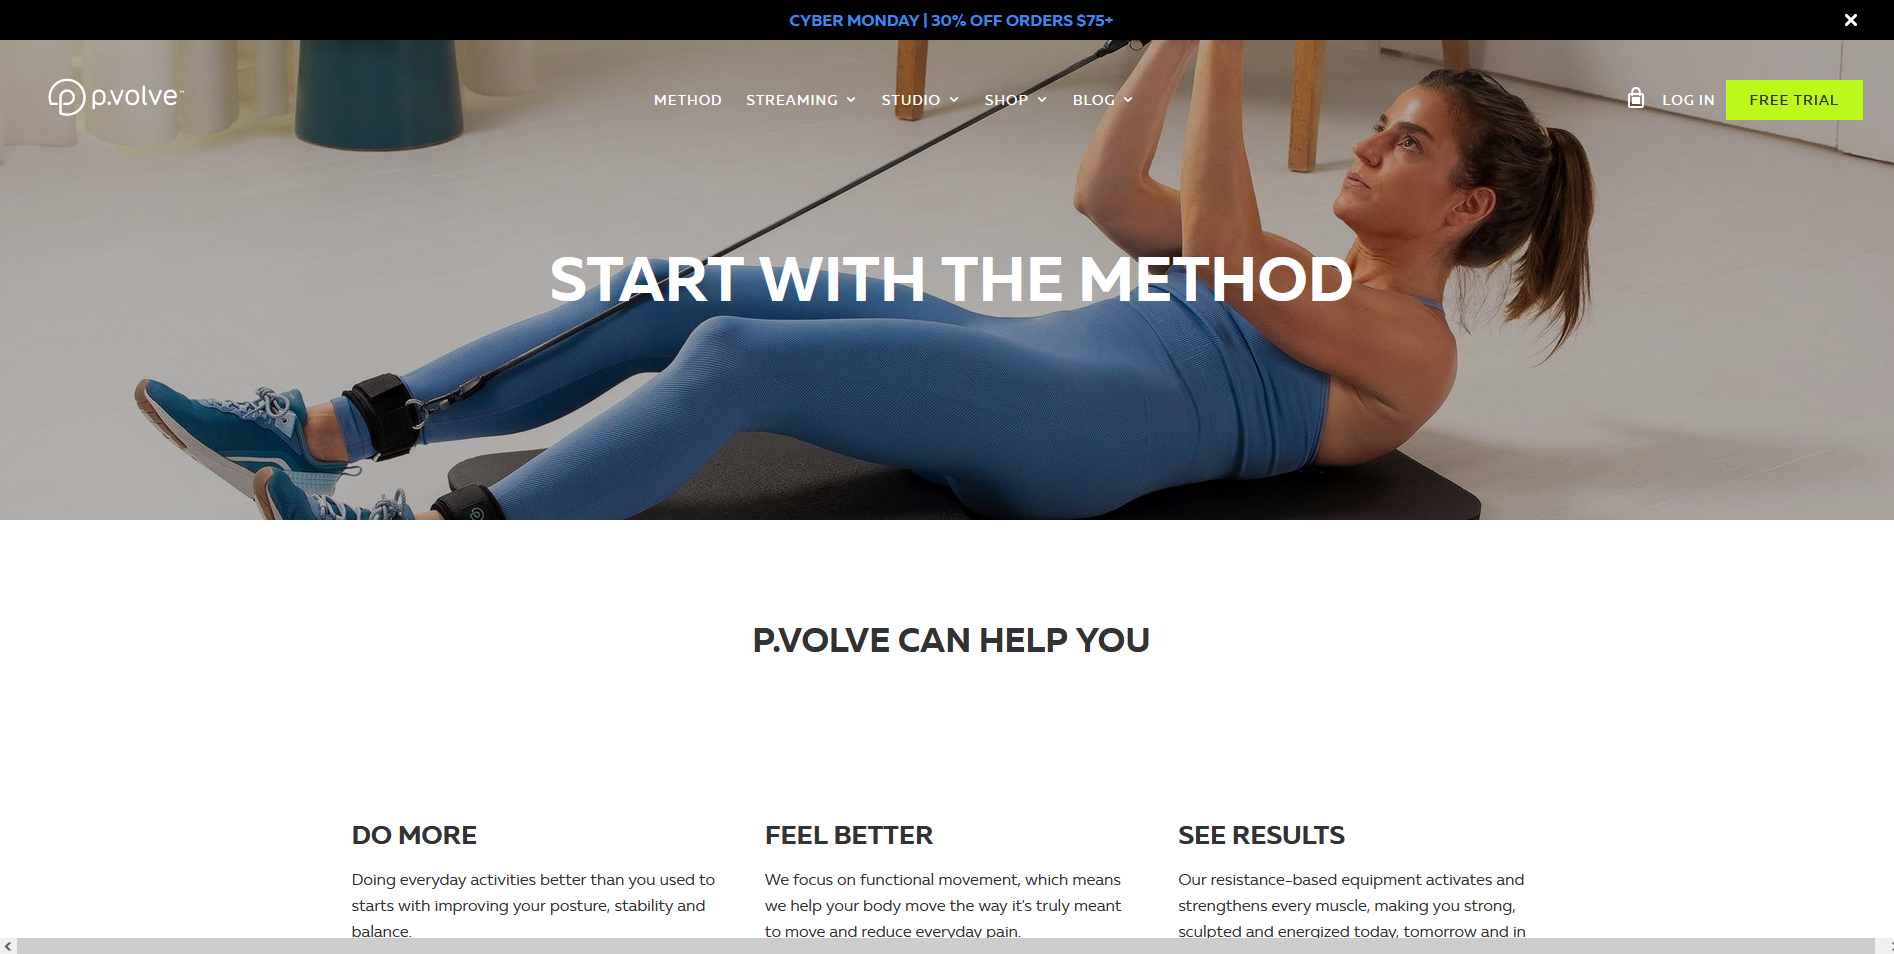 CYBER MONDAY | 30% OFF ORDERS $75+
p.volve™
METHOD STREAMING STUDIO SHOP BLOG
LOG IN
FREE TRIAL
START WITH THE METHOD
P.VOLVE CAN HELP YOU
DO MORE
Doing everyday activities better than you used to
starts with improving your posture, stability and
balance.
FEEL BETTER
We focus on functional movement, which means
we help your body move the way it's truly meant
to move and reduce everyday pain.
SEE RESULTS
Our resistance-based equipment activates and
strengthens every muscle, making you strong,
sculpted and energized today, tomorrow and in